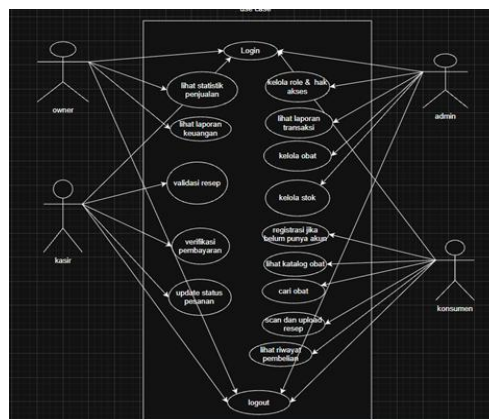 use case
Login
lihat statistik
penjualan
kelola role & hak
akses
owner
admin
lihat laporan
keuangan
lihat laporan
transaksi
kelola obat
validasi resep
kelola stok
kasir
registrasi jika
belum punya akun
verifikasi
pembayaran
lihat katalog obat
cari obat
konsumen
update status
pesanan
scan dan upload
resep
lihat riwayat
pembelian
logout